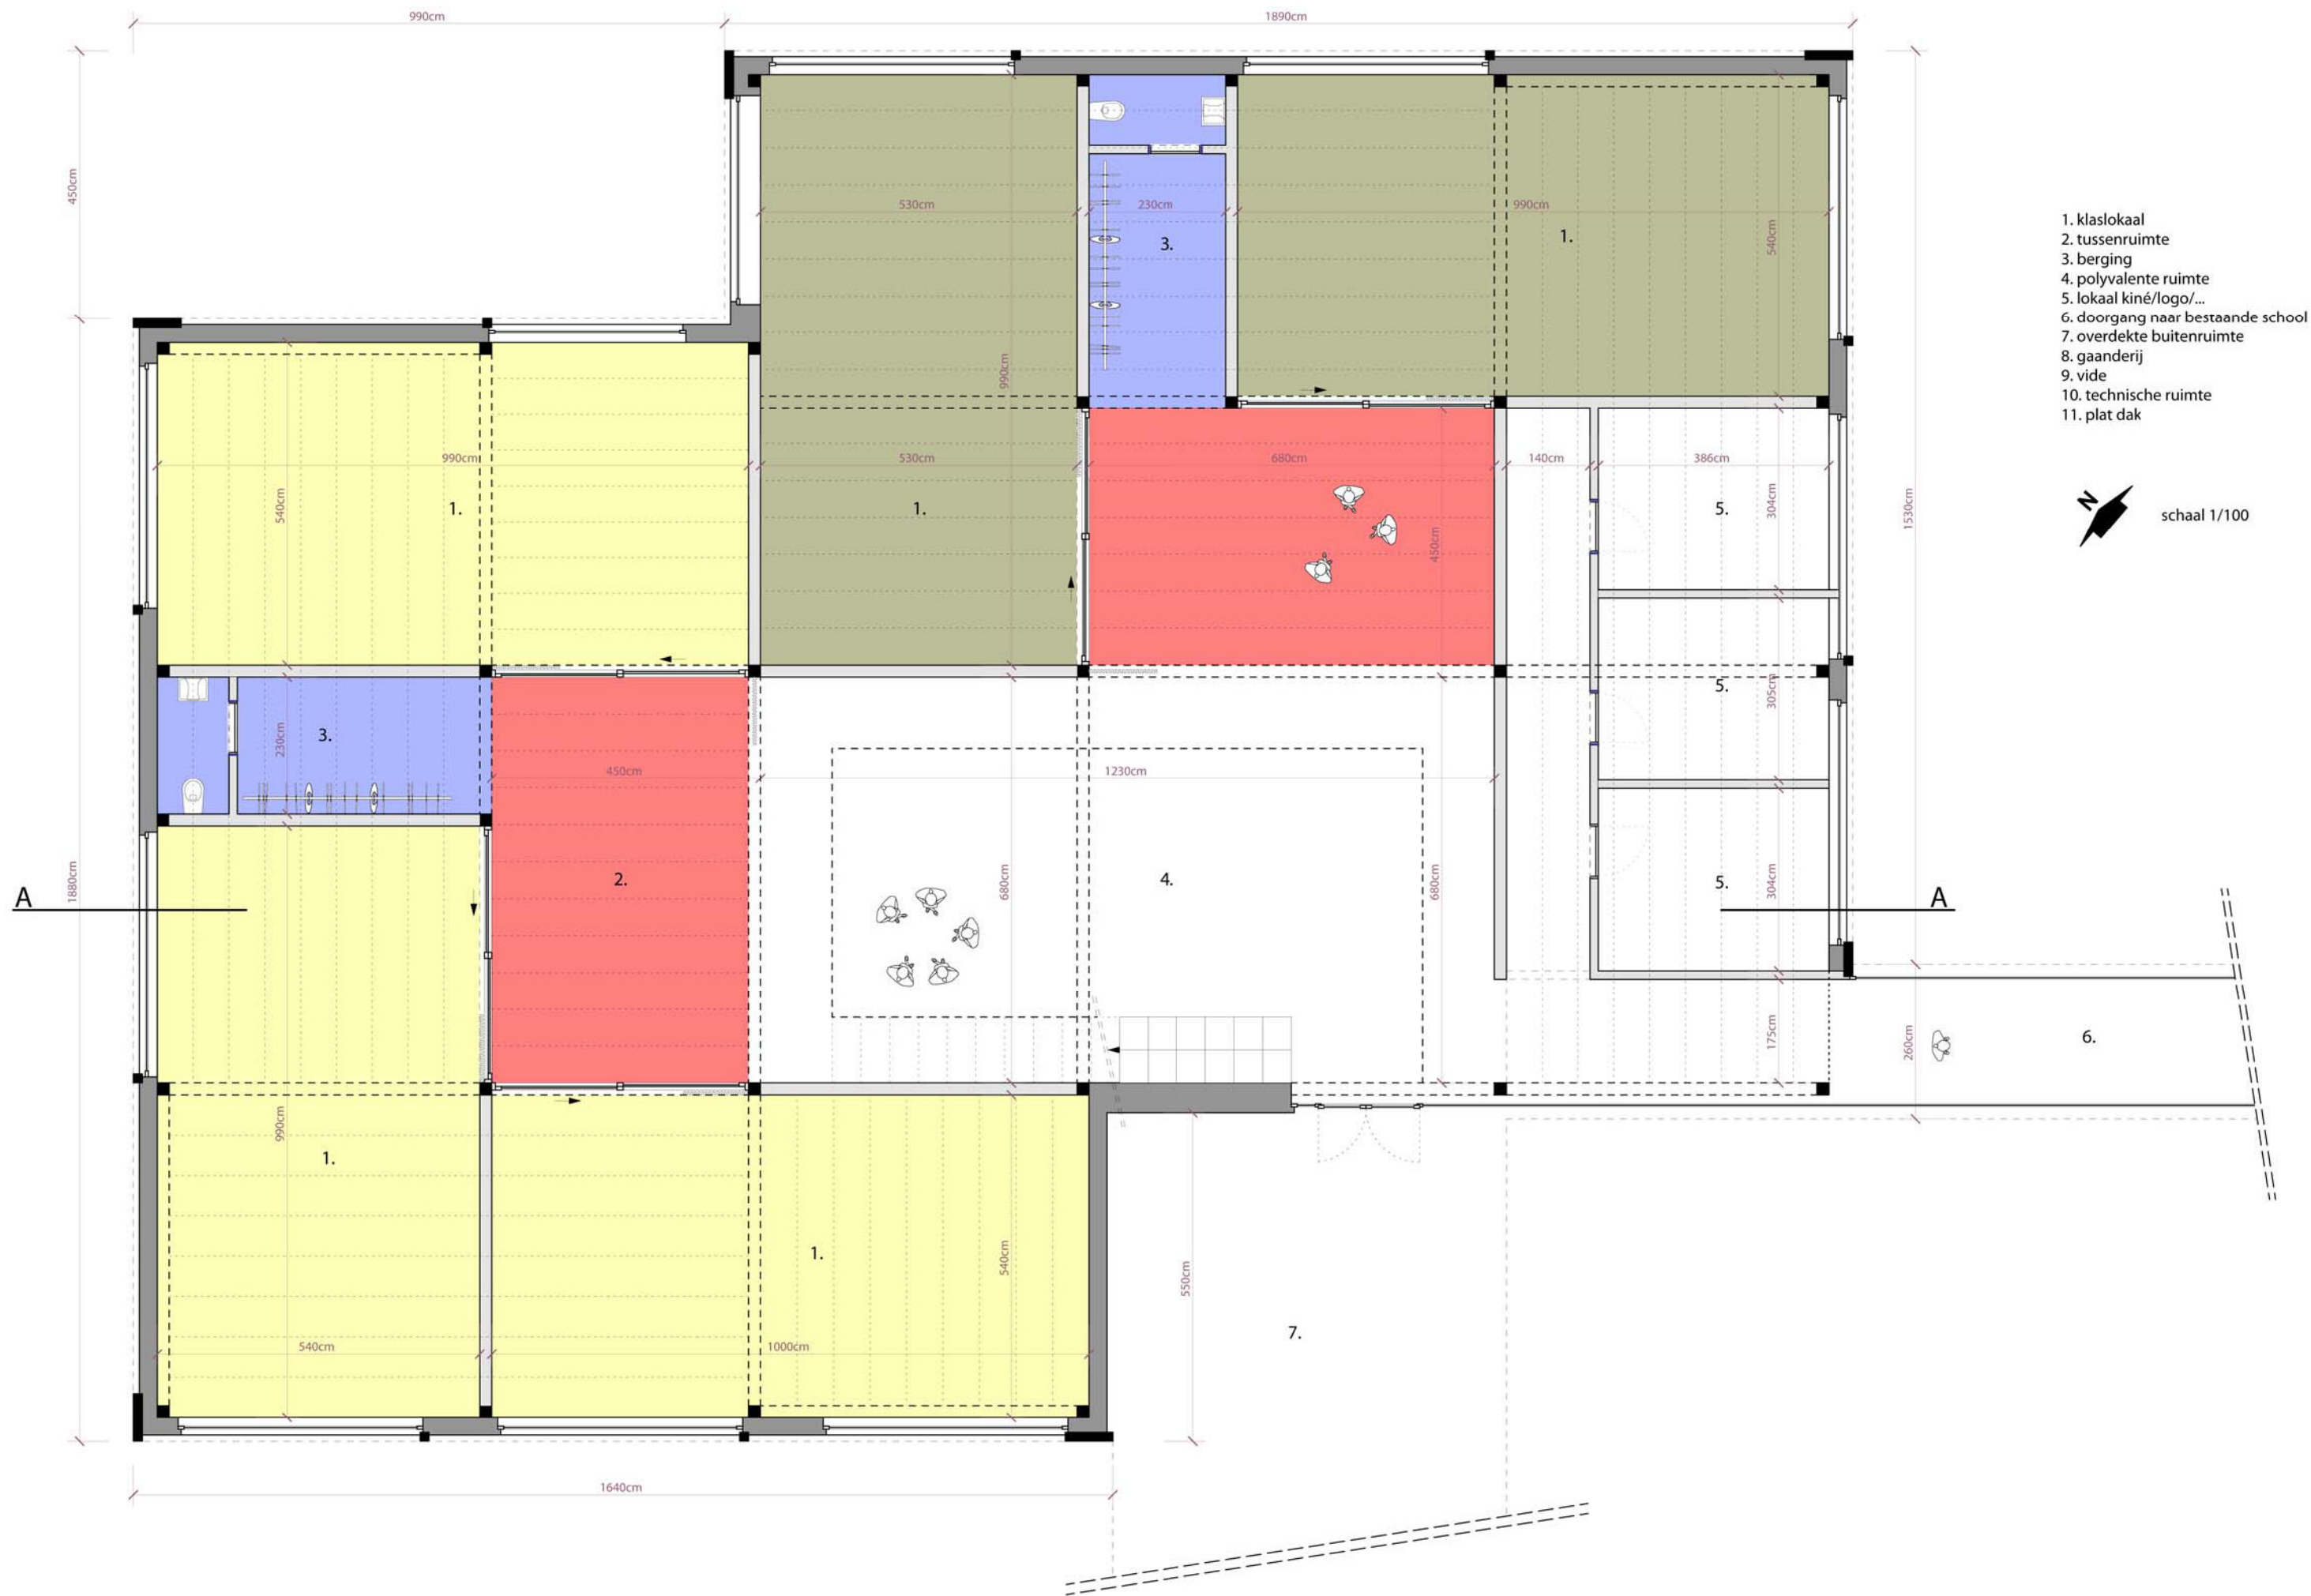 990cm
1890cm
450cm
530cm
230cm
990cm
3.
1.
540cm
1. klaslokaal
2. tussenruimte
3. berging
4. polyvalente ruimte
5. lokaal kiné/logo/...
6. doorgang naar bestaande school
7. overdekte buitenruimte
8. gaanderij
9. vide
10. technische ruimte
11. plat dak
N
schaal 1/100
990cm
990cm
530cm
680cm
140cm
386cm
540cm
1.
1.
450cm
5.
304cm
1530cm
5.
305cm
3.
230cm
450cm
1230cm
1880cm
2.
680cm
4.
680cm
5.
304cm
A
A
175cm
260cm
6.
990cm
1.
1.
540cm
550cm
7.
540cm
1000cm
1640cm